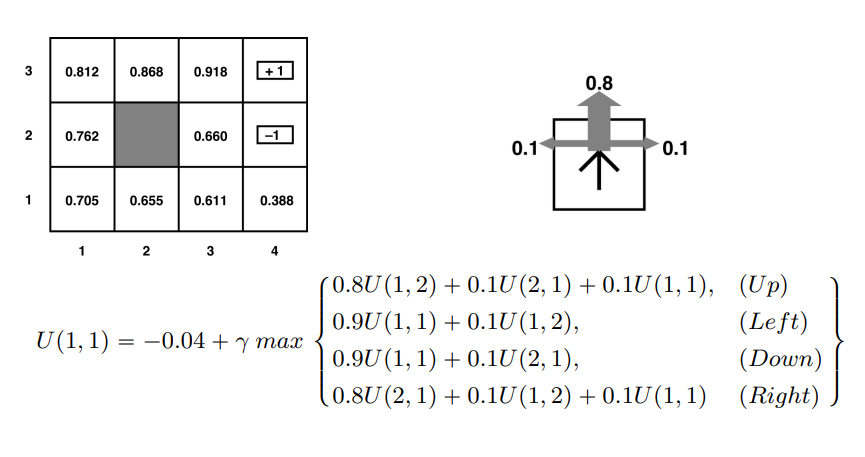 3 0.812 0.868 0.918 + 1
2 0.762 0.660 −1
1 0.705 0.655 0.611 0.388
1 2 3 4
0.8
0.1 0.1
0.8U(1, 2) + 0.1U(2, 1) + 0.1U(1, 1), (Up)
0.9U(1, 1) + 0.1U(1, 2), (Left)
U(1, 1) = −0.04 + γ max
0.9U(1, 1) + 0.1U(2, 1), (Down)
0.8U(2, 1) + 0.1U(1, 2) + 0.1U(1, 1) (Right)